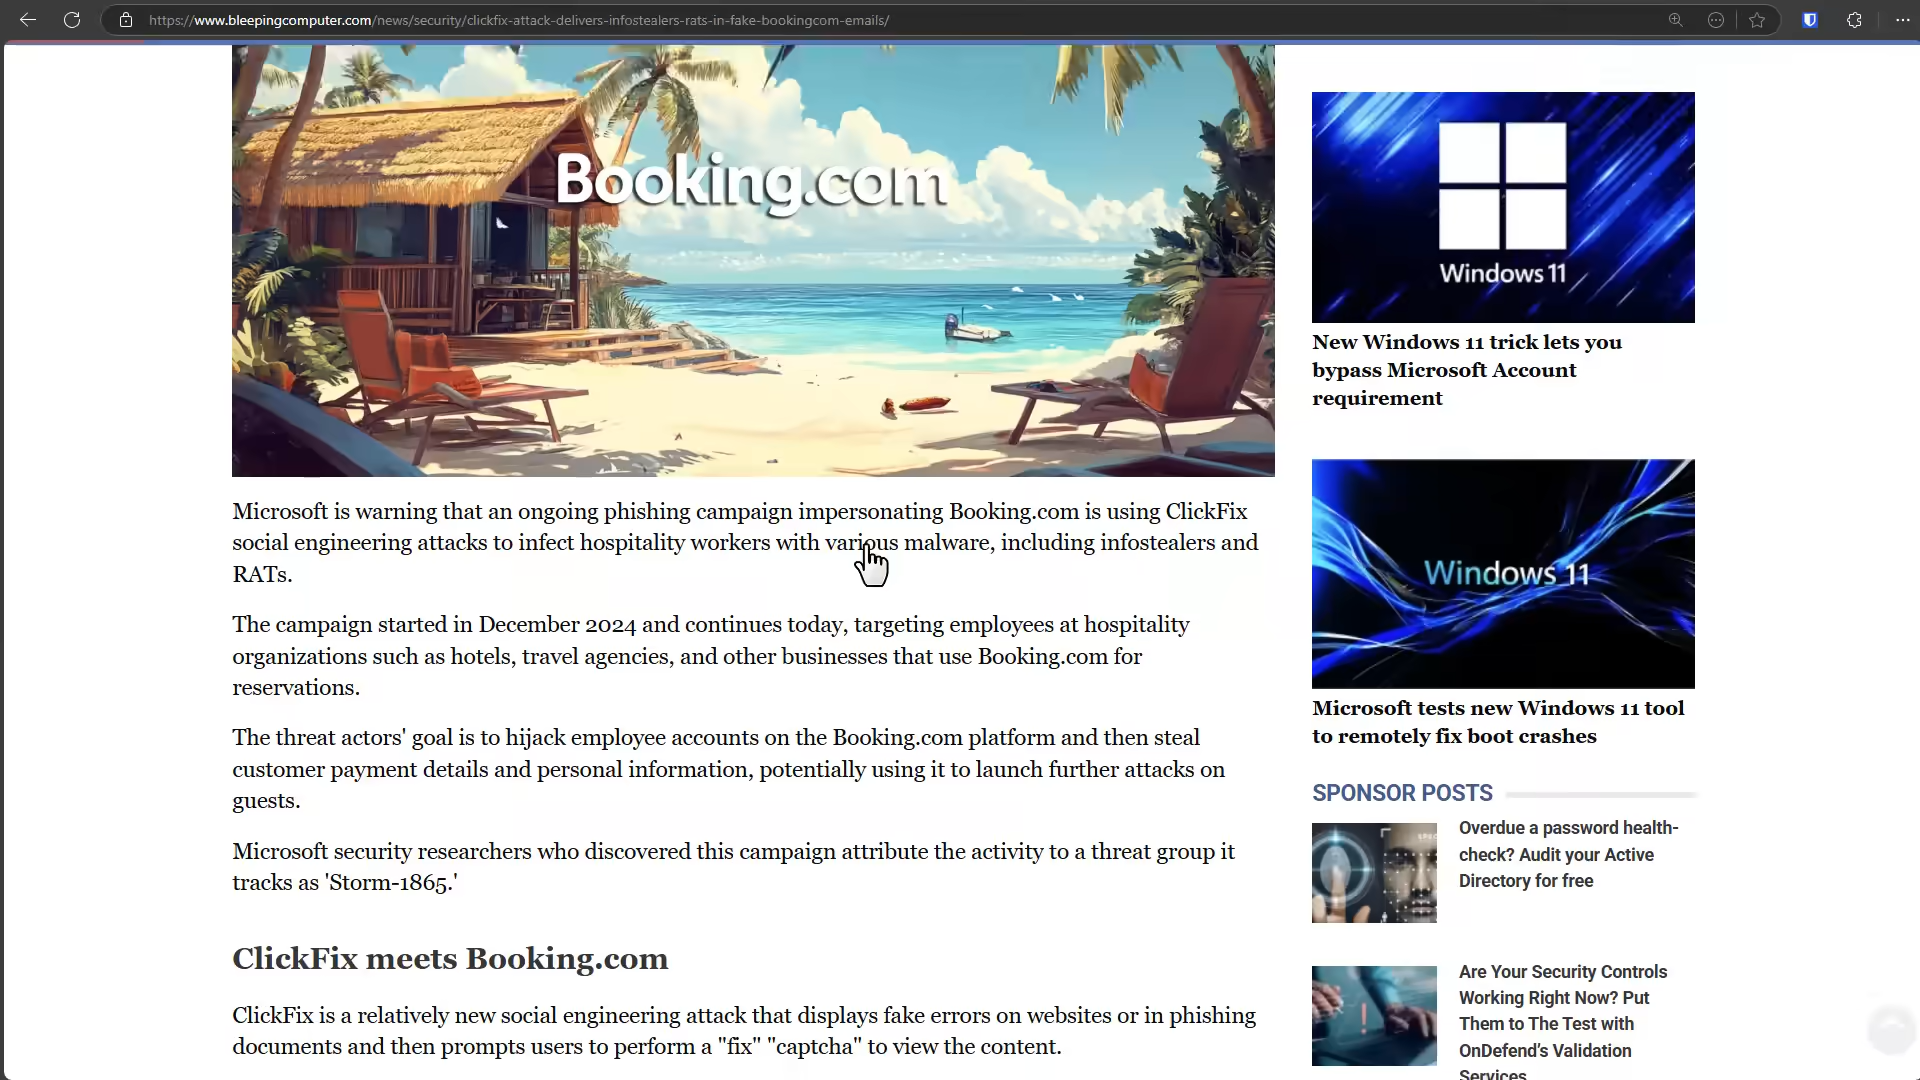 https://www.bleepingcomputer.com/news/security/clickfix-attack-delivers-infostealers-rats-in-fake-bookingcom-emails/
Booking.com
Microsoft is warning that an ongoing phishing campaign impersonating Booking.com is using ClickFix
social engineering attacks to infect hospitality workers with various malware, including infostealers and
RATs.
The campaign started in December 2024 and continues today, targeting employees at hospitality
organizations such as hotels, travel agencies, and other businesses that use Booking.com for
reservations.
The threat actors' goal is to hijack employee accounts on the Booking.com platform and then steal
customer payment details and personal information, potentially using it to launch further attacks on
guests.
Microsoft security researchers who discovered this campaign attribute the activity to a threat group it
tracks as 'Storm-1865.'
ClickFix meets Booking.com
ClickFix is a relatively new social engineering attack that displays fake errors on websites or in phishing
documents and then prompts users to perform a "fix" "captcha" to view the content.
Windows 11
New Windows 11 trick lets you
bypass Microsoft Account
requirement
Windows 11
Microsoft tests new Windows 11 tool
to remotely fix boot crashes
SPONSOR POSTS
Overdue a password health-
check? Audit your Active
Directory for free
Are Your Security Controls
Working Right Now? Put
Them to The Test with
OnDefend’s Validation
Services